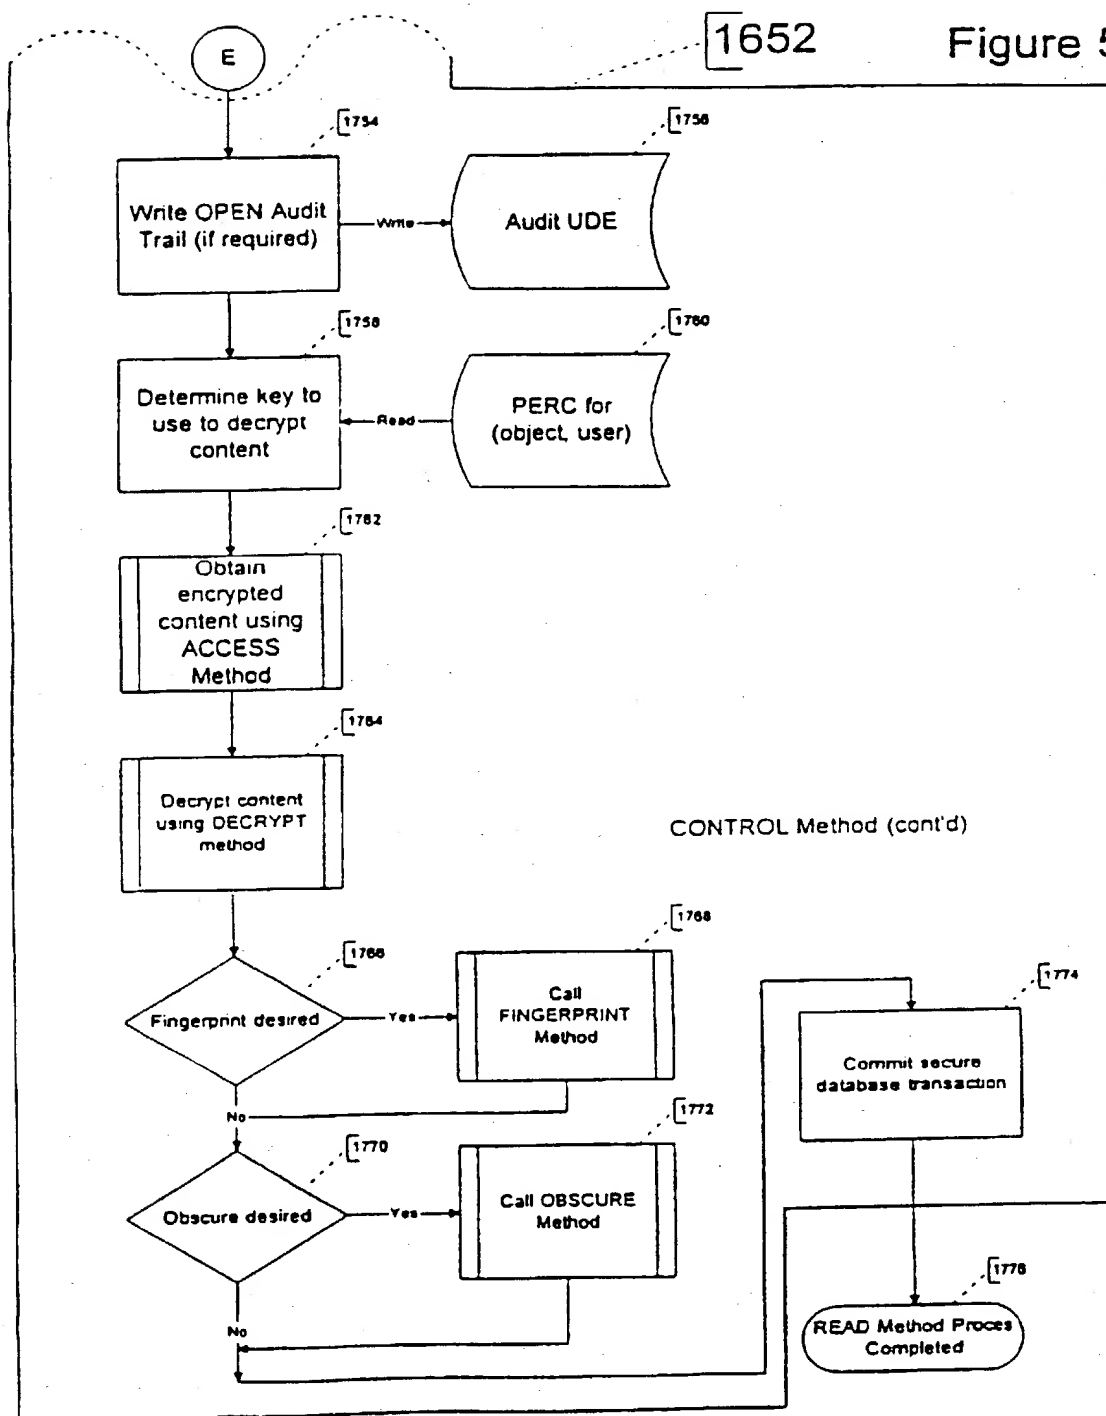 1652
Figure 5
E
1754
Write OPEN Audit
Trail (if required)
Write
1756
Audit UDE
1758
Determine key to
use to decrypt
content
Read
1760
PERC for
(object, user)
1762
Obtain
encrypted
content using
ACCESS
Method
1764
Decrypt content
using DECRYPT
method
CONTROL Method (cont'd)
1766
Fingerprint desired
Yes
1768
Call
FINGERPRINT
Method
No
1770
Obscure desired
Yes
1772
Call OBSCURE
Method
No
1774
Commit secure
database transaction
1776
READ Method Proces
Completed